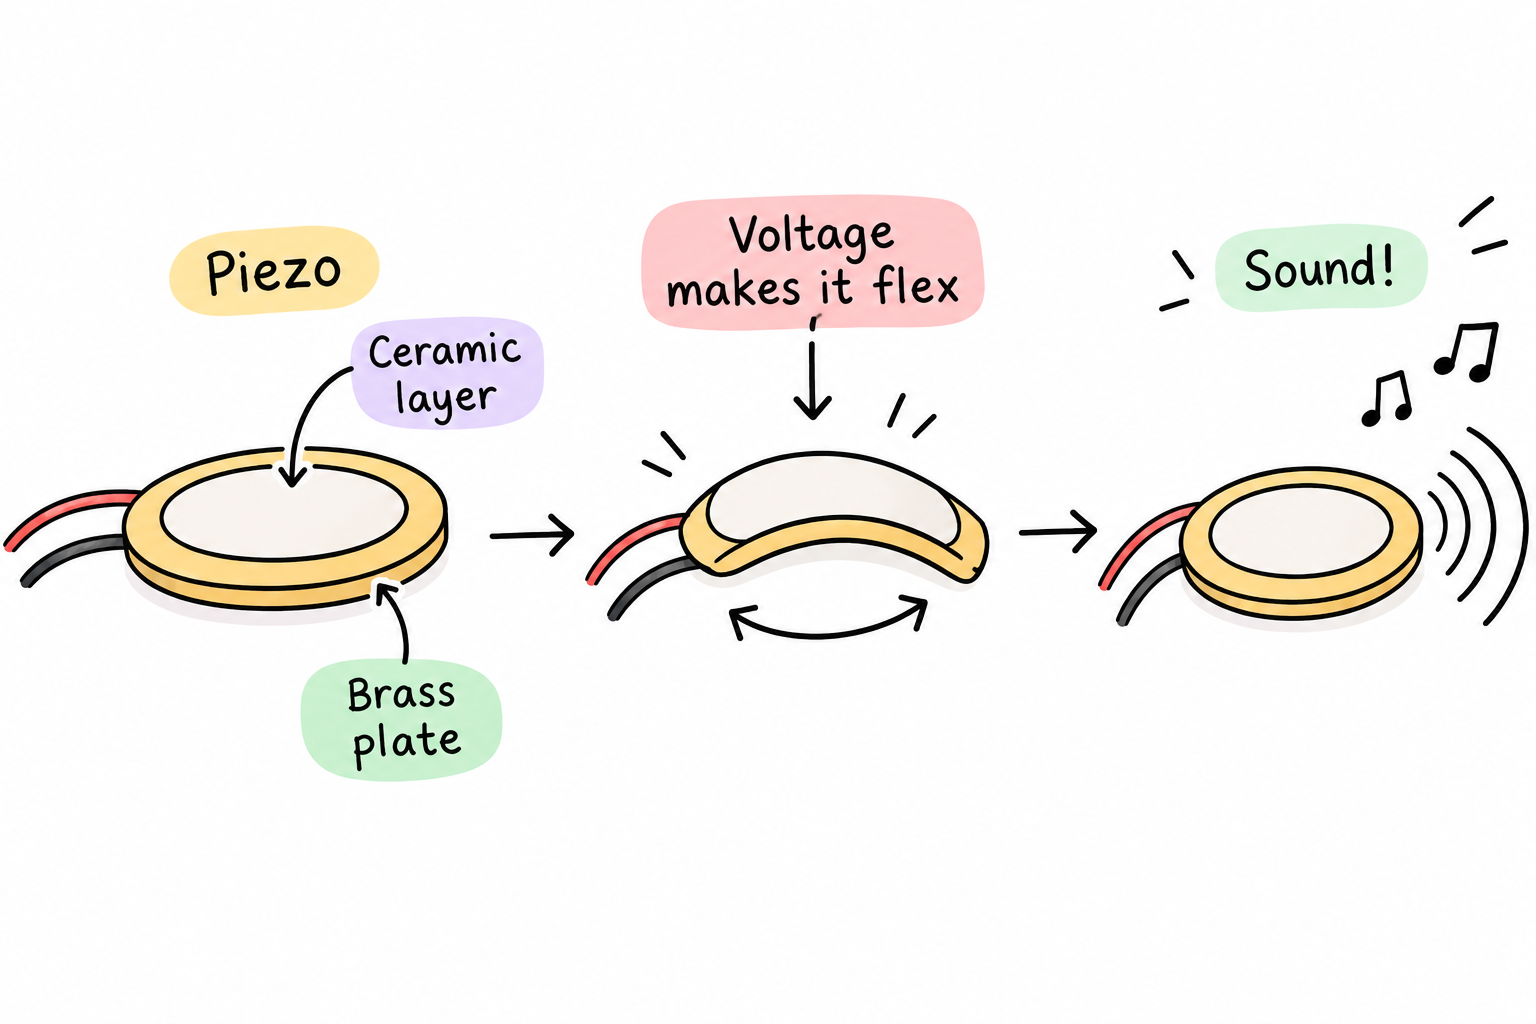 Piezo
Ceramic
layer
Brass
plate
Voltage
makes it flex
Sound!